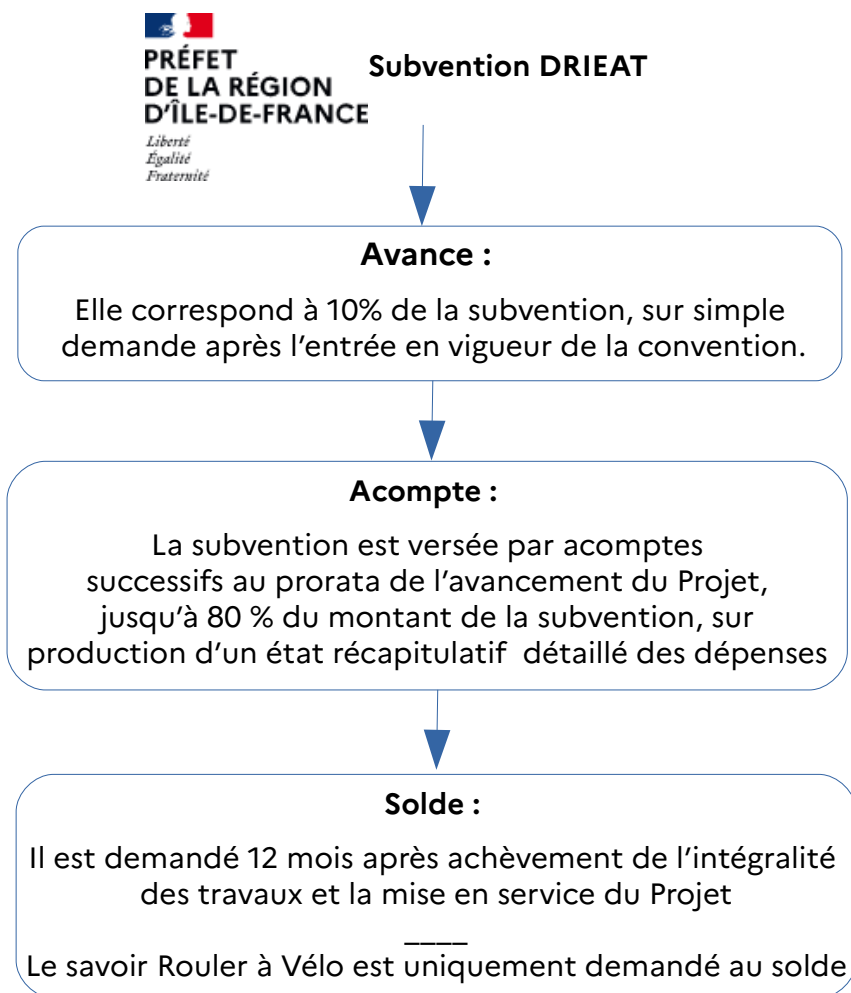 PRÉFET
DE LA RÉGION
D'ÎLE-DE-FRANCE
Liberté
Égalité
Fraternité
Subvention DRIEAT
Avance :
Elle correspond à 10% de la subvention, sur simple
demande après l’entrée en vigueur de la convention.
Acompte :
La subvention est versée par acomptes
successifs au prorata de l’avancement du Projet,
jusqu’à 80 % du montant de la subvention, sur
production d’un état récapitulatif  détaillé des dépenses
Solde :
Il est demandé 12 mois après achèvement de l’intégralité
des travaux et la mise en service du Projet
____
Le savoir Rouler à Vélo est uniquement demandé au solde